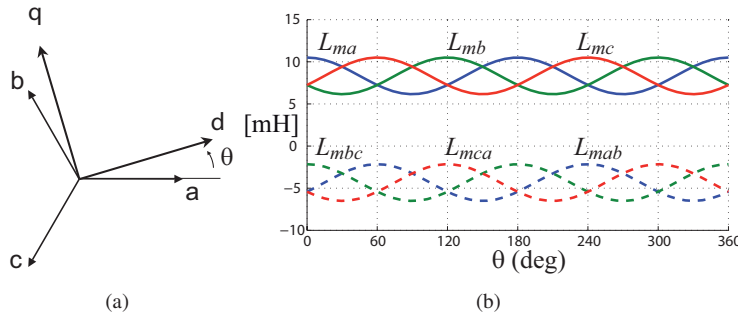 q
b
d
θ
a
c
(a)
15
10
5
[mH]
0
−5
−10
L_ma
L_mb
L_mc
L_mbc
L_mca
L_mab
0
60
120
180
240
300
360
θ (deg)
(b)